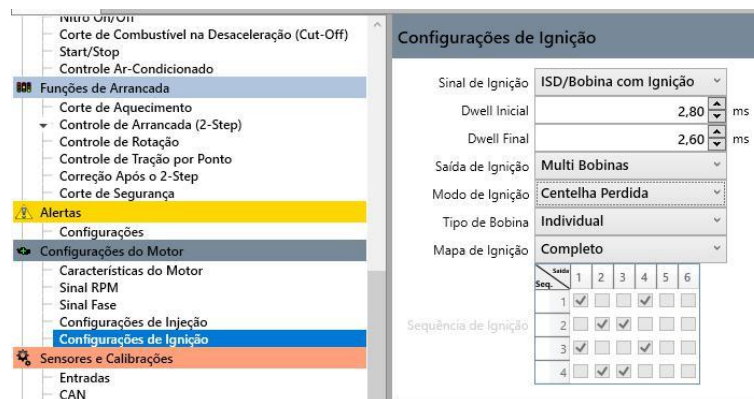 Nitro On/Off
Corte de Combustível na Desaceleração (Cut-Off)
Start/Stop
Controle Ar-Condicionado
Funções de Arrancada
Corte de Aquecimento
Controle de Arrancada (2-Step)
Controle de Rotação
Controle de Tração por Ponto
Correção Após o 2-Step
Corte de Segurança
Alertas
Configurações
Configurações do Motor
Características do Motor
Sinal RPM
Sinal Fase
Configurações de Injeção
Configurações de Ignição
Sensores e Calibrações
Entradas
CAN
Configurações de Ignição
Sinal de Ignição ISD/Bobina com Ignição
Dwell Inicial 2,80 ms
Dwell Final 2,60 ms
Saída de Ignição Multi Bobinas
Modo de Ignição Centelha Perdida
Tipo de Bobina Individual
Mapa de Ignição Completo
Saída
Seq. 1 2 3 4 5 6
1
Sequência de Ignição 2
3
4